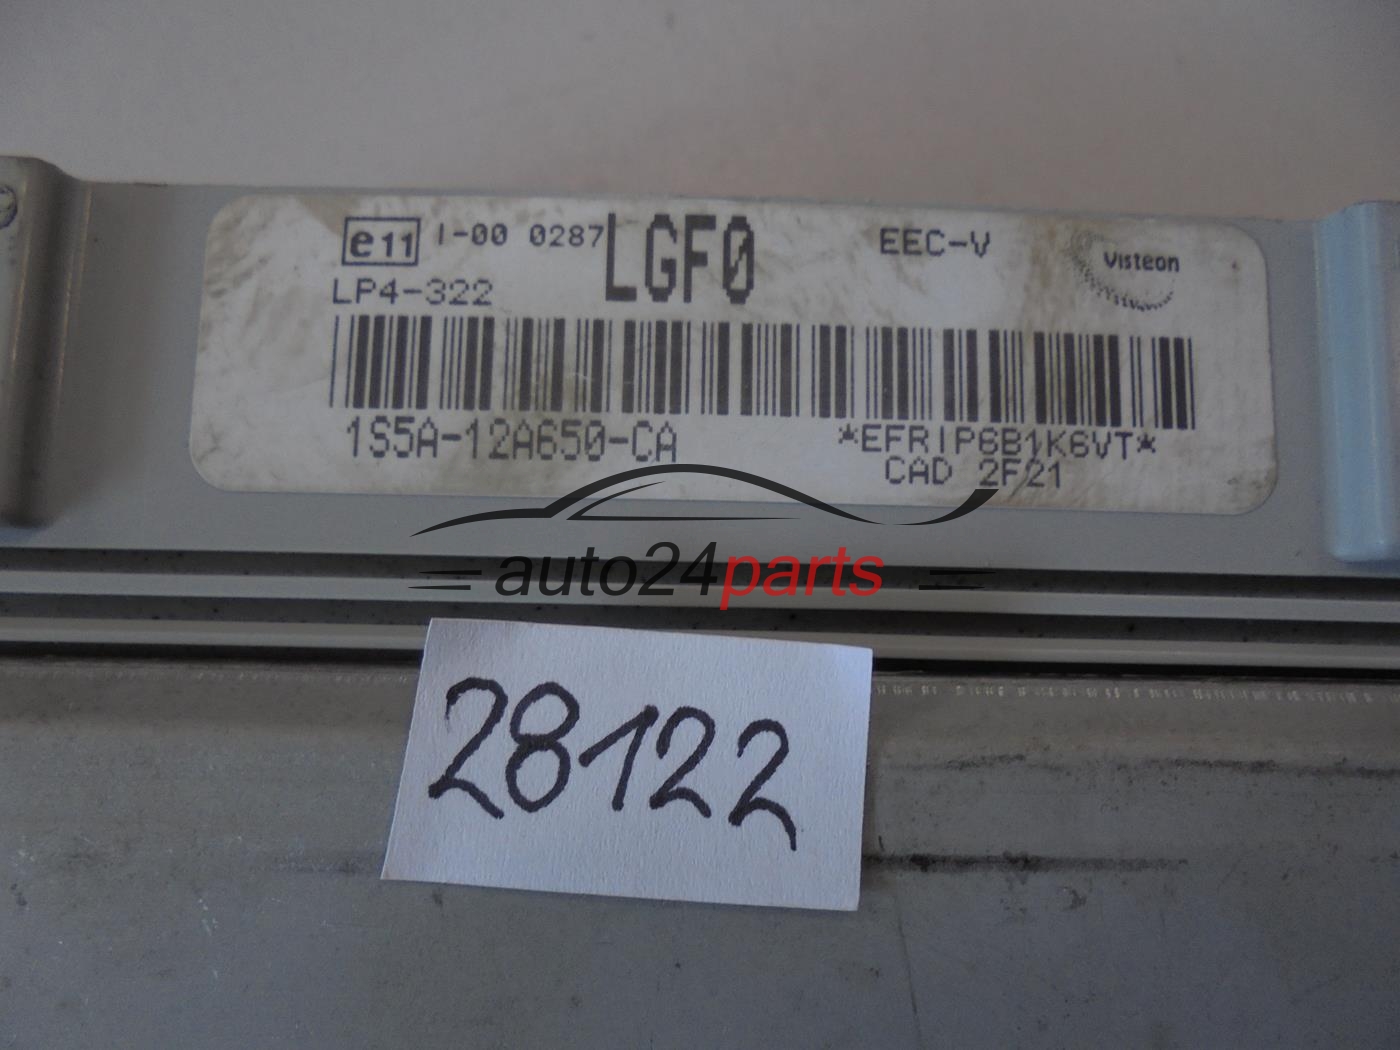 e11 I-00 0287 LGF0 EEC-V Visteon
LP4-322
1S5A-12A650-CA *EFRIP6B1K6VT*
CAD 2F21
auto24parts
28122